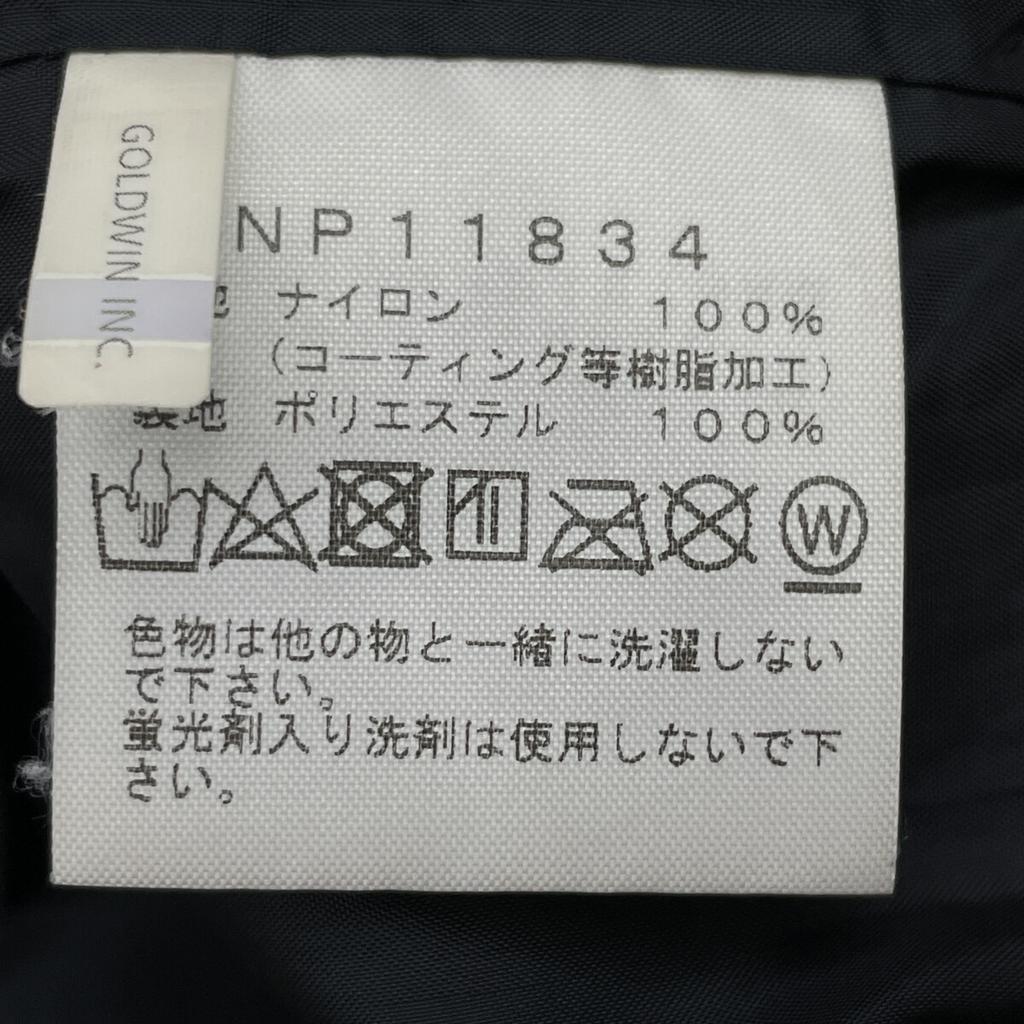 GOLDWIN INC.
NP11834
地 ナイロン 100%
(コーティング等樹脂加工)
裏地 ポリエステル 100%
W
色物は他の物と一緒に洗濯しない
で下さい。
蛍光剤入り洗剤は使用しないで下
さい。